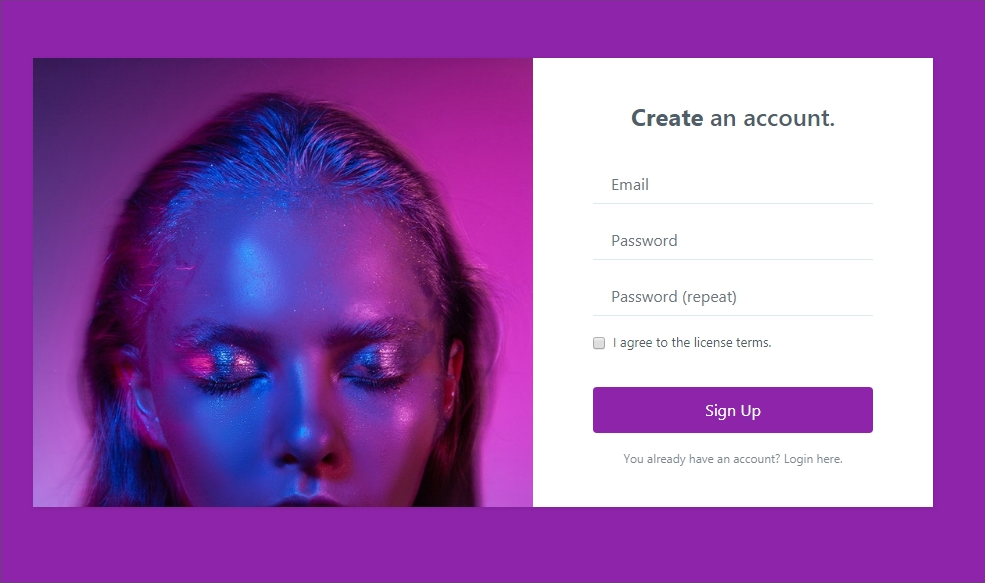 Create an account.
Email
Password
Password (repeat)
I agree to the license terms.
Sign Up
You already have an account? Login here.